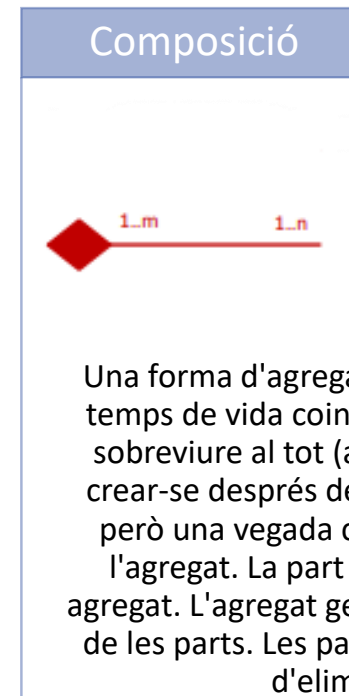 Composició
1..m 1..n
Una forma d'agrega
temps de vida coin
sobreviure al tot (a
crear-se després de
però una vegada c
l'agregat. La part
agregat. L'agregat ge
de les parts. Les pa
d'elim